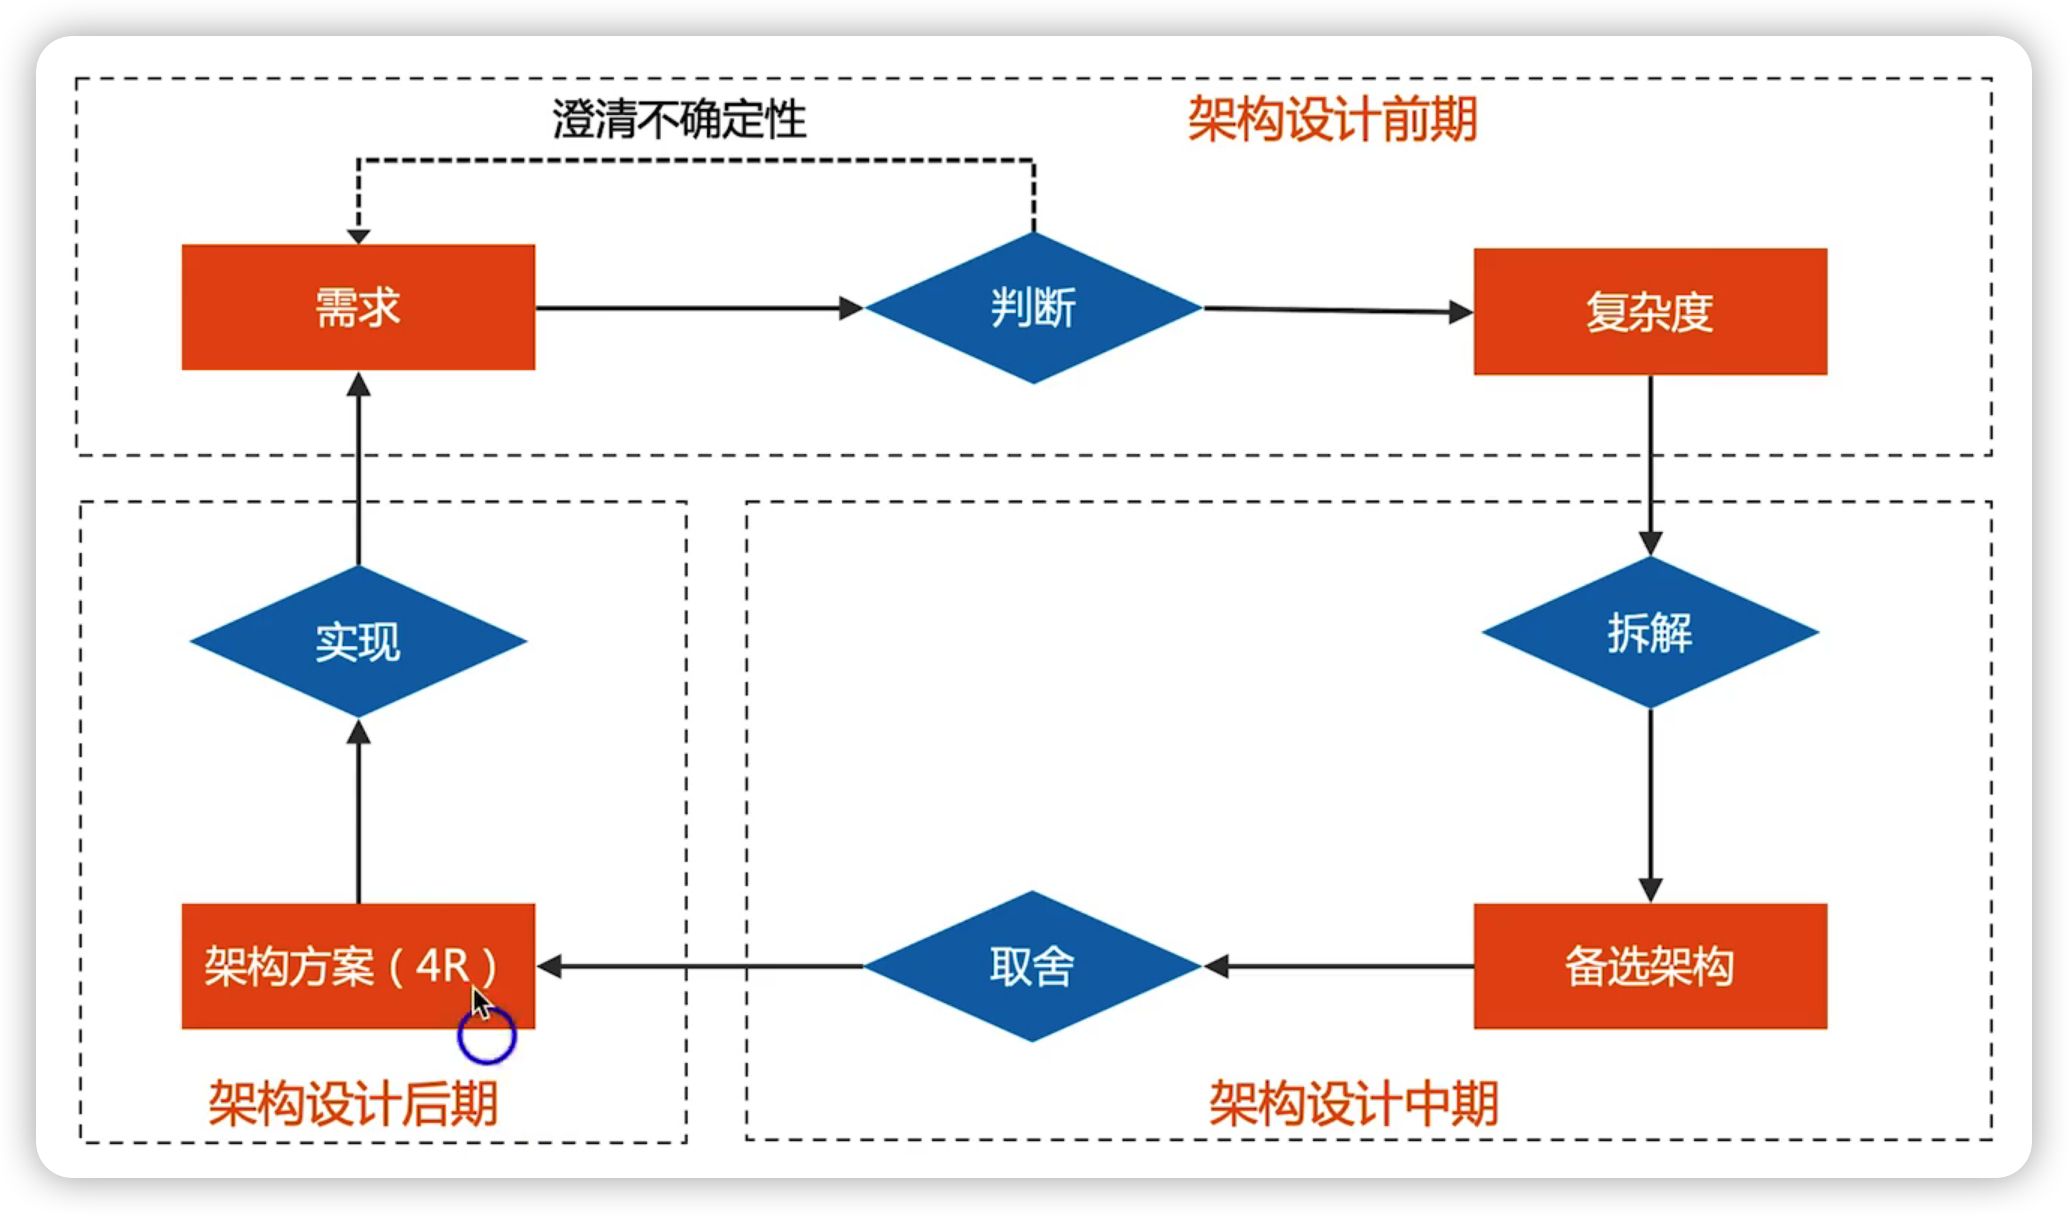 澄清不确定性
架构设计前期
需求
判断
复杂度
实现
拆解
架构方案（4R）
取舍
备选架构
架构设计后期
架构设计中期